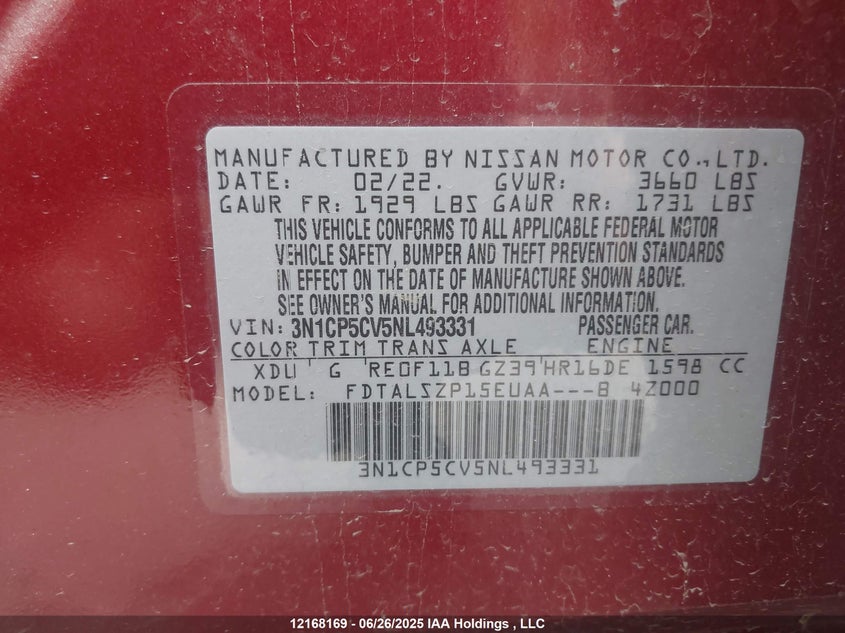 MANUFACTURED BY NISSAN MOTOR CO.,LTD.
DATE: 02/22. GVWR: 3660 LBS
GAWR FR: 1929 LBS GAWR RR: 1731 LBS
THIS VEHICLE CONFORMS TO ALL APPLICABLE FEDERAL MOTOR
VEHICLE SAFETY, BUMPER AND THEFT PREVENTION STANDARDS
IN EFFECT ON THE DATE OF MANUFACTURE SHOWN ABOVE.
SEE OWNER'S MANUAL FOR ADDITIONAL INFORMATION.
VIN: 3N1CP5CV5NL493331 PASSENGER CAR.
COLOR TRIM TRANS AXLE ENGINE
XDU G RE0F11B GZ39 HR16DE 1598 CC
MODEL: FDTALSZP15EUAA---B 4Z000
3N1CP5CV5NL493331
12168169 - 06/26/2025 IAA Holdings , LLC